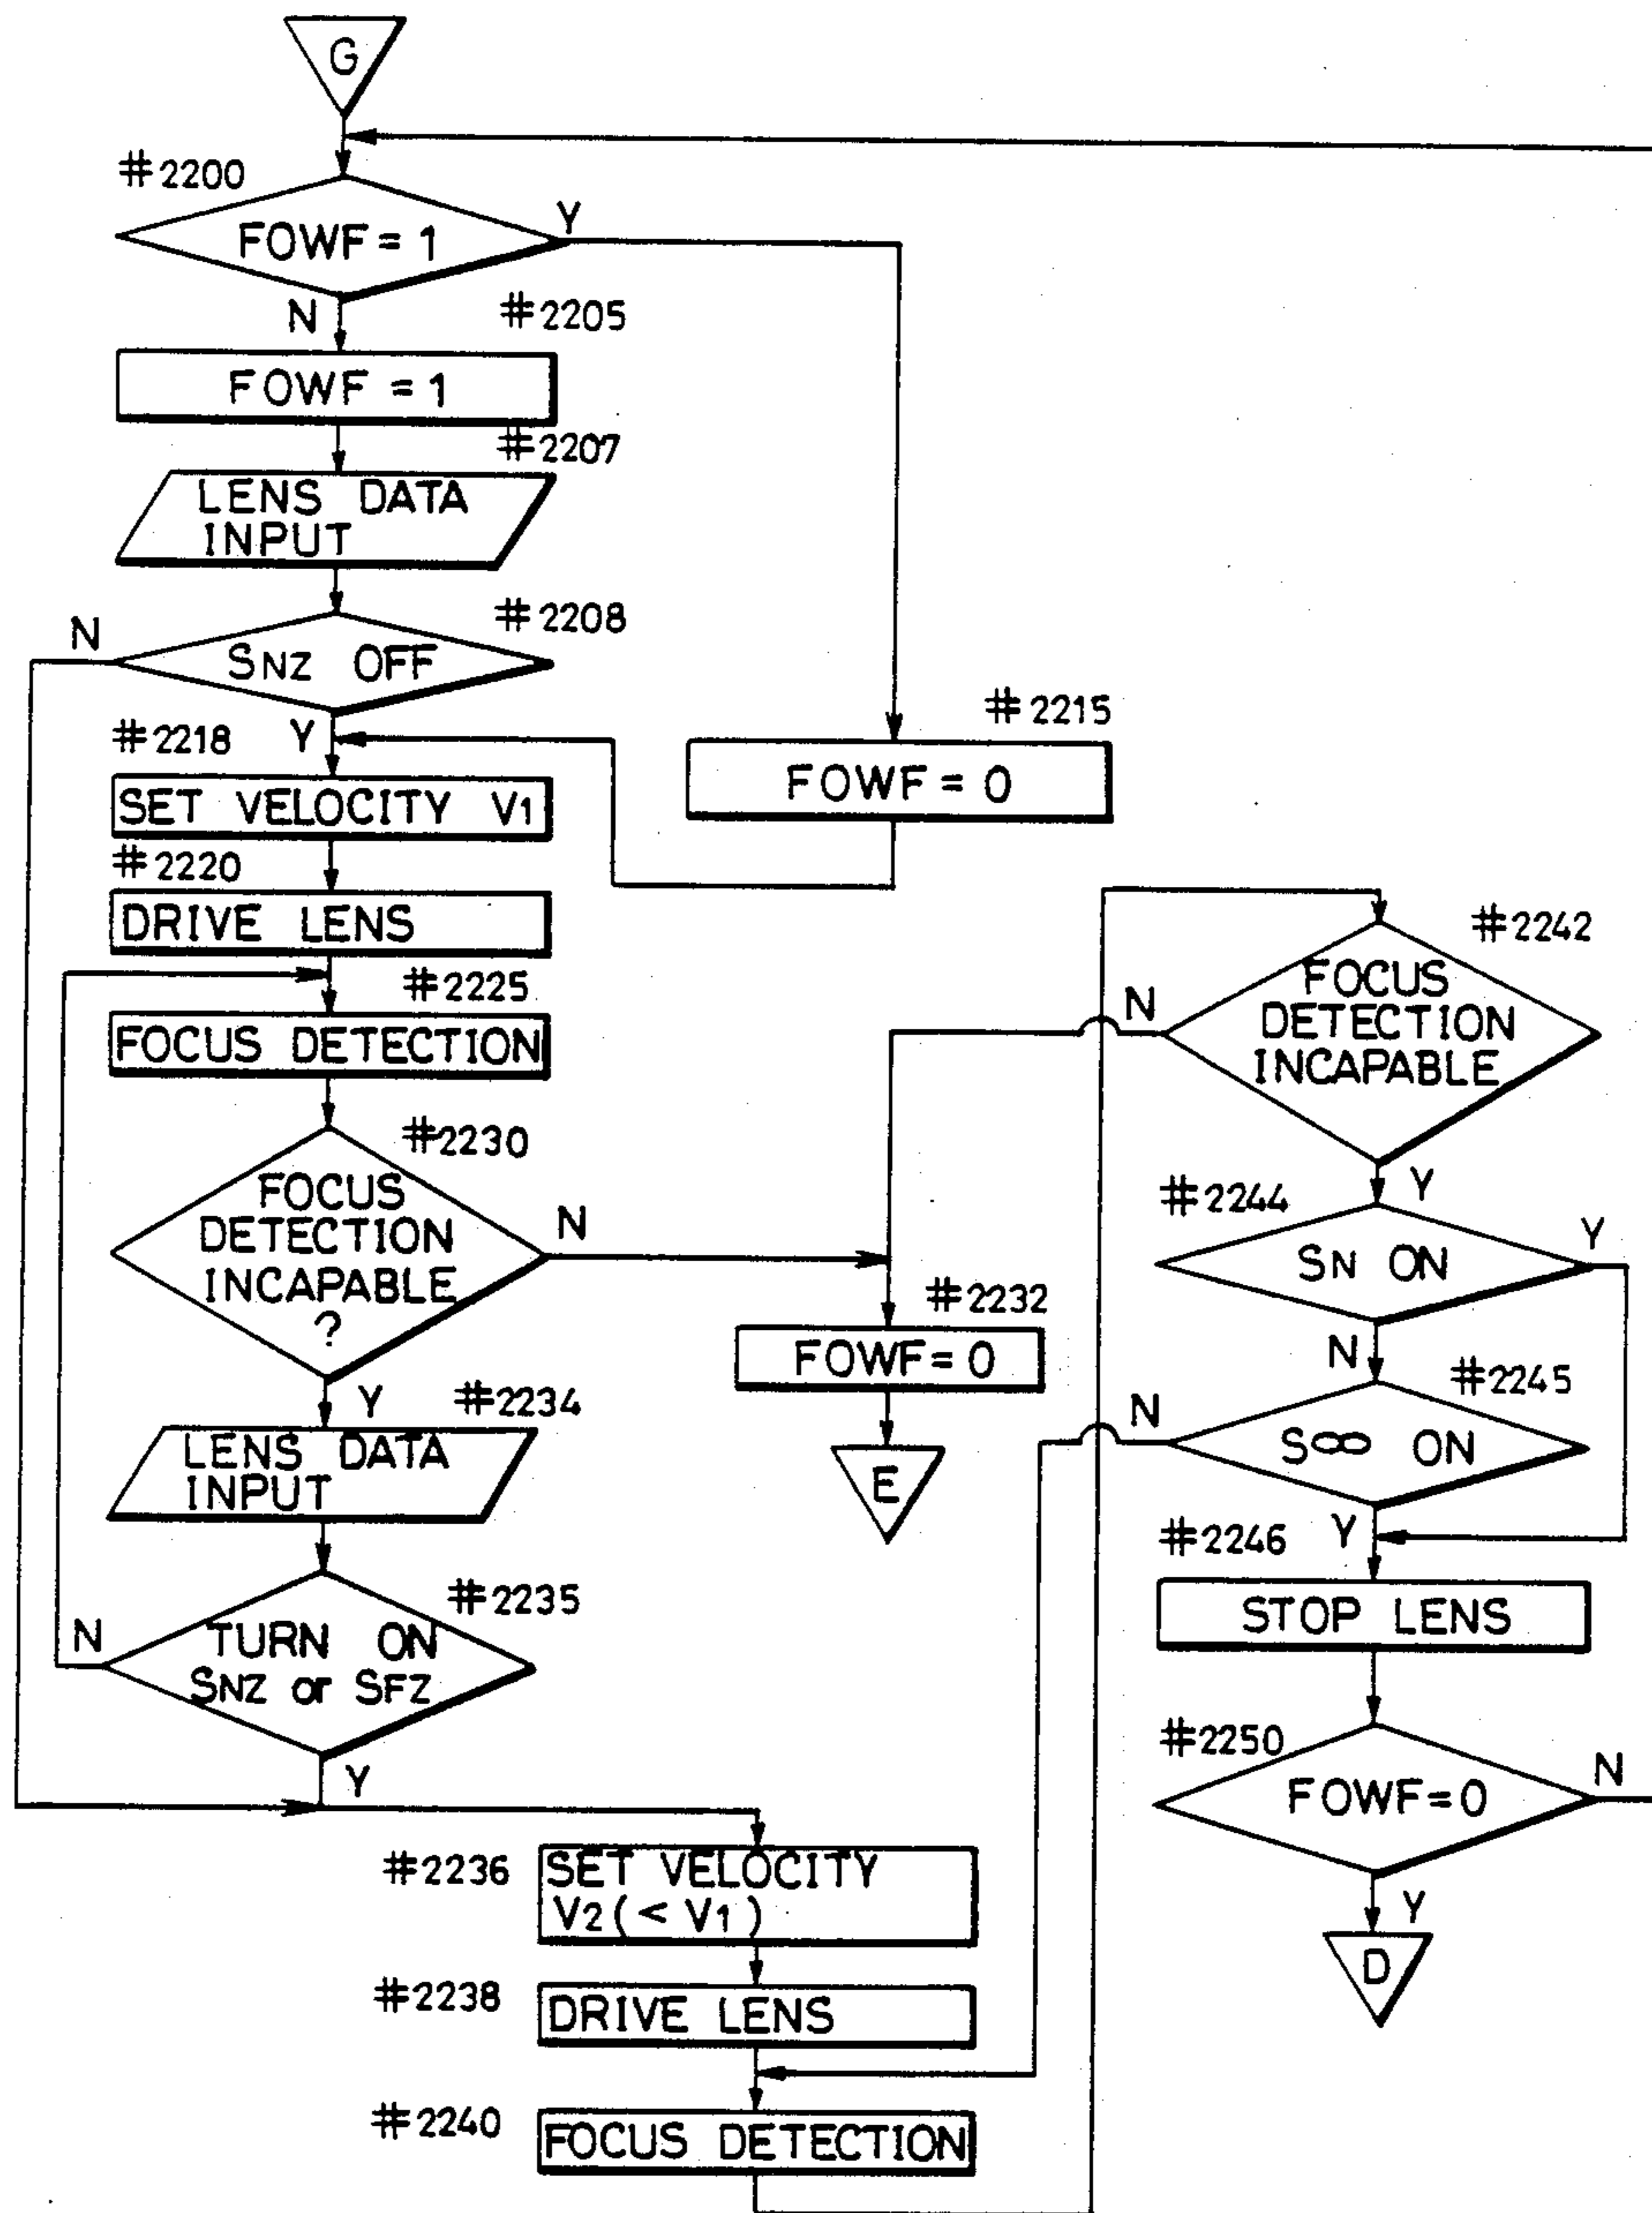 G
#2200
FOWF = 1
Y
N
#2205
FOWF = 1
#2207
LENS DATA
INPUT
#2208
N
SNZ OFF
#2218
Y
SET VELOCITY V1
#2215
FOWF = 0
#2220
DRIVE LENS
#2225
FOCUS DETECTION
#2230
FOCUS
DETECTION
INCAPABLE
?
N
Y
#2232
FOWF = 0
E
#2234
LENS DATA
INPUT
#2235
N
TURN ON
SNZ or SFZ
Y
#2236
SET VELOCITY
V2 ( < V1 )
#2238
DRIVE LENS
#2240
FOCUS DETECTION
#2242
N
FOCUS
DETECTION
INCAPABLE
Y
#2244
SN ON
Y
N
#2245
N
S∞ ON
Y
#2246
STOP LENS
#2250
FOWF = 0
N
Y
D